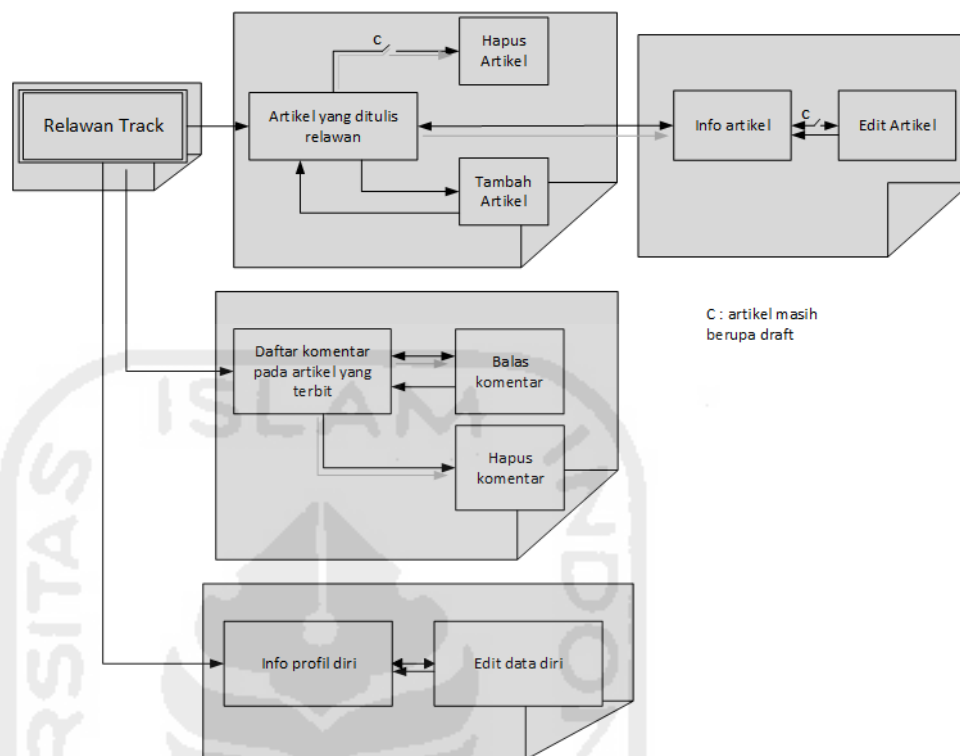 Relawan Track
C
Hapus
Artikel
Artikel yang ditulis
relawan
Tambah
Artikel
Info artikel
C
Edit Artikel
C : artikel masih
berupa draft
Daftar komentar
pada artikel yang
terbit
Balas
komentar
Hapus
komentar
Info profil diri
Edit data diri
ISLAM